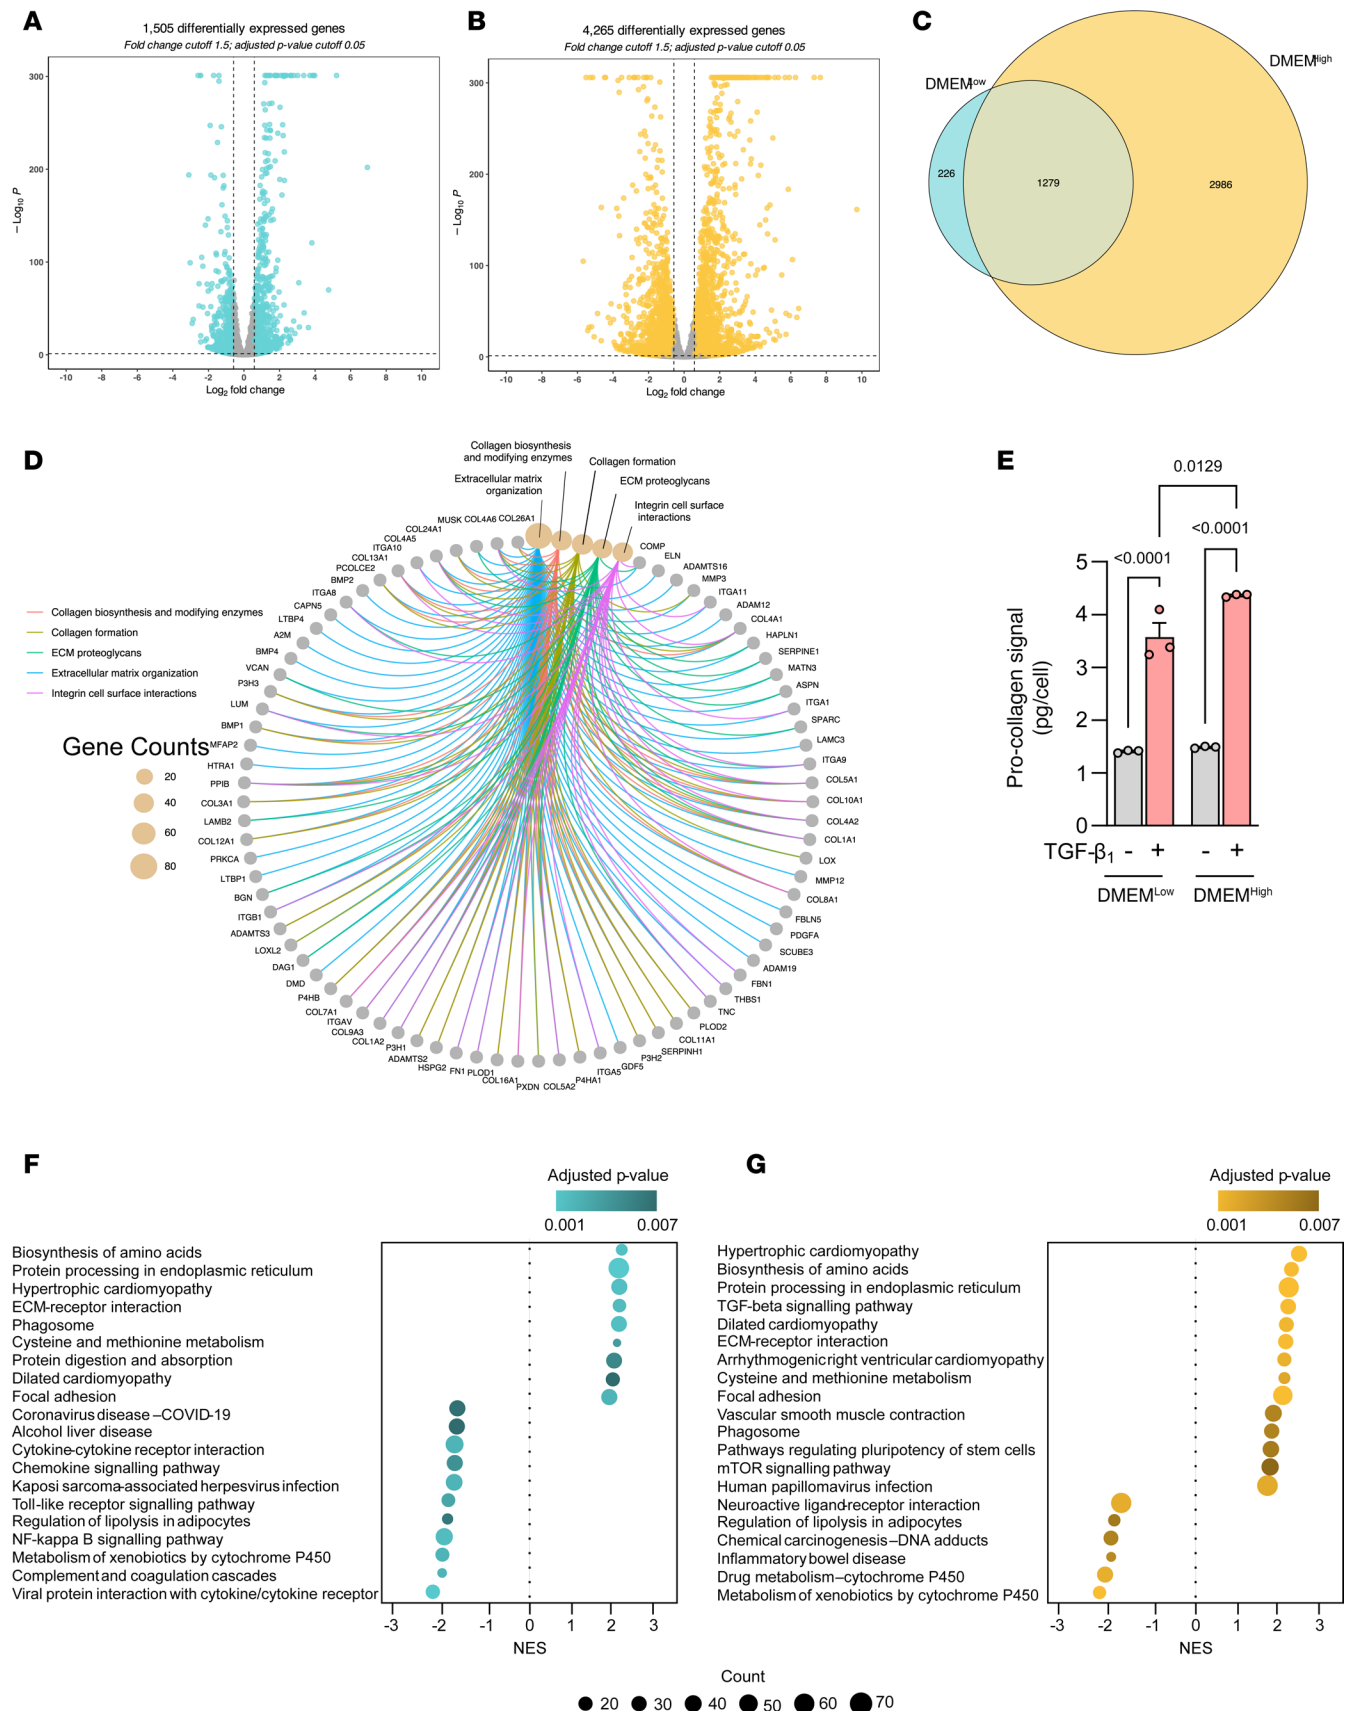 A
1,505 differentially expressed genes
Fold change cutoff 1.5; adjusted p-value cutoff 0.05
300
200
100
0
– Log10 P
-10 -8 -6 -4 -2 0 2 4 6 8 10
Log2 fold change
B
4,265 differentially expressed genes
Fold change cutoff 1.5; adjusted p-value cutoff 0.05
300
200
100
0
– Log10 P
-10 -8 -6 -4 -2 0 2 4 6 8 10
Log2 fold change
C
DMEMLow
DMEMHigh
226
1279
2986
D
Collagen biosynthesis
and modifying enzymes
Collagen formation
Extracellular matrix
organization
ECM proteoglycans
Integrin cell surface
interactions
Collagen biosynthesis and modifying enzymes
Collagen formation
ECM proteoglycans
Extracellular matrix organization
Integrin cell surface interactions
Gene Counts
20
40
60
80
COMP
ELN
ADAMTS16
MMP3
ITGA11
ADAM12
COL4A1
HAPLN1
SERPINE1
MATN3
ASPN
ITGA1
SPARC
LAMC3
ITGA9
COL5A1
COL10A1
COL4A2
COL1A1
LOX
MMP12
COL8A1
FBLN5
PDGFA
SCUBE3
ADAM19
FBN1
THBS1
TNC
PLOD2
COL11A1
SERPINH1
P3H2
GDF5
ITGA5
P4HA1
COL5A2
PXDN
COL16A1
PLOD1
FN1
HSPG2
ADAMTS2
P3H1
COL1A2
COL9A3
ITGAV
COL7A1
P4HB
DMD
DAG1
LOXL2
ADAMTS3
ITGB1
BGN
LTBP1
PRKCA
COL12A1
LAMB2
COL3A1
PPIB
HTRA1
MFAP2
BMP1
LUM
P3H3
VCAN
BMP4
A2M
LTBP4
CAPN5
ITGA8
BMP2
PCOLCE2
COL13A1
ITGA10
COL4A5
COL24A1
MUSK
COL4A6
COL26A1
E
0.0129
<0.0001
<0.0001
Pro-collagen signal
(pg/cell)
5
4
3
2
1
0
TGF-β1 - + - +
DMEMLow DMEMHigh
F
Adjusted p-value
0.001 0.007
Biosynthesis of amino acids
Protein processing in endoplasmic reticulum
Hypertrophic cardiomyopathy
ECM-receptor interaction
Phagosome
Cysteine and methionine metabolism
Protein digestion and absorption
Dilated cardiomyopathy
Focal adhesion
Coronavirus disease –COVID-19
Alcohol liver disease
Cytokine-cytokine receptor interaction
Chemokine signalling pathway
Kaposi sarcoma-associated herpesvirus infection
Toll-like receptor signalling pathway
Regulation of lipolysis in adipocytes
NF-kappa B signalling pathway
Metabolism of xenobiotics by cytochrome P450
Complement and coagulation cascades
Viral protein interaction with cytokine/cytokine receptor
-3 -2 -1 0 1 2 3
NES
G
Adjusted p-value
0.001 0.007
Hypertrophic cardiomyopathy
Biosynthesis of amino acids
Protein processing in endoplasmic reticulum
TGF-beta signalling pathway
Dilated cardiomyopathy
ECM-receptor interaction
Arrhythmogenic right ventricular cardiomyopathy
Cysteine and methionine metabolism
Focal adhesion
Vascular smooth muscle contraction
Phagosome
Pathways regulating pluripotency of stem cells
mTOR signalling pathway
Human papillomavirus infection
Neuroactive ligand-receptor interaction
Regulation of lipolysis in adipocytes
Chemical carcinogenesis–DNA adducts
Inflammatory bowel disease
Drug metabolism–cytochrome P450
Metabolism of xenobiotics by cytochrome P450
-3 -2 -1 0 1 2 3
NES
Count
20 30 40 50 60 70